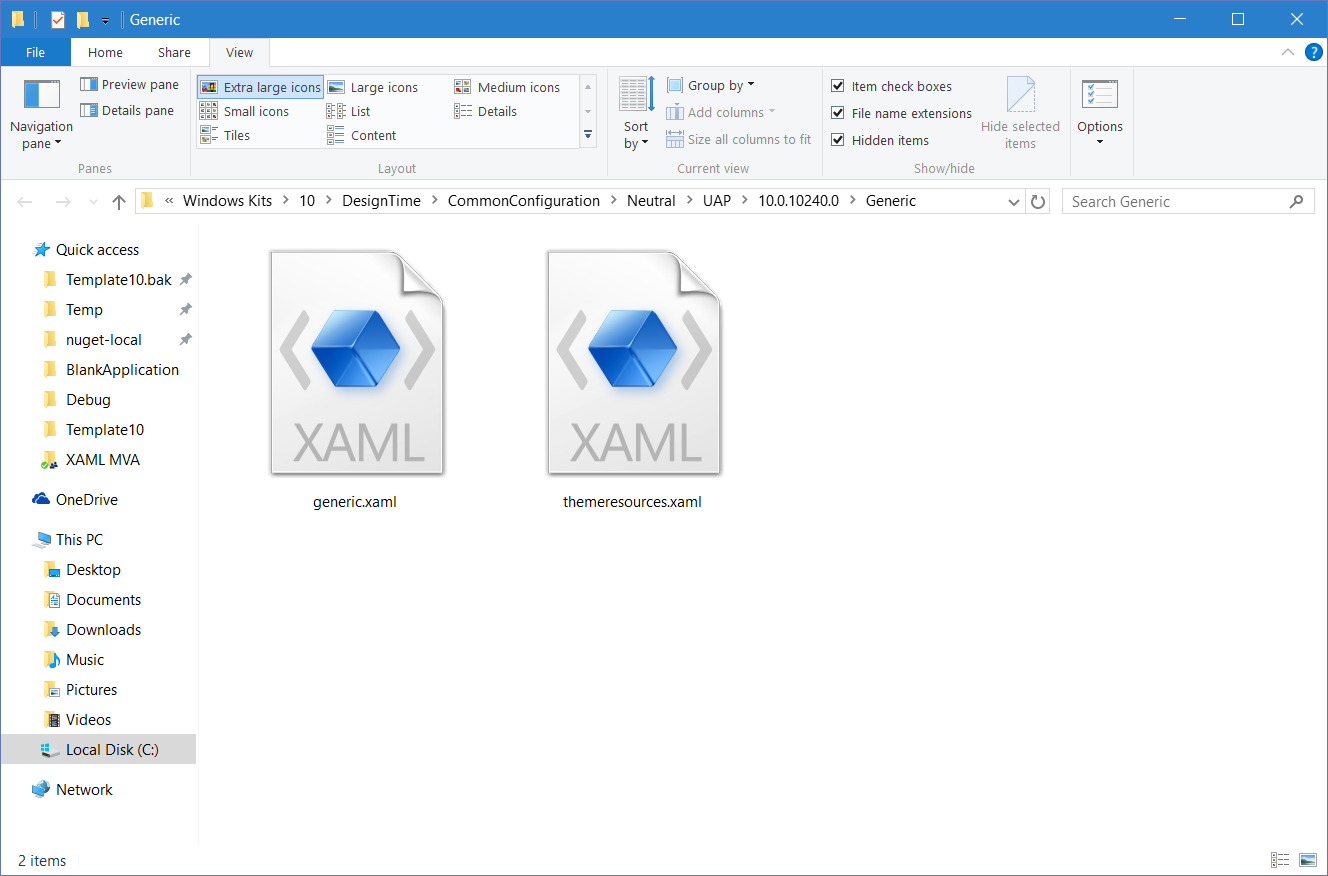 Generic
File Home Share View
Navigation pane
Preview pane
Details pane
Panes
Extra large icons Large icons Medium icons
Small icons List Details
Tiles Content
Layout
Sort by
Group by
Add columns
Size all columns to fit
Current view
Item check boxes
File name extensions
Hidden items
Hide selected items
Show/hide
Options
« Windows Kits > 10 > DesignTime > CommonConfiguration > Neutral > UAP > 10.0.10240.0 > Generic
Search Generic
Quick access
Template10.bak
Temp
nuget-local
BlankApplication
Debug
Template10
XAML MVA
OneDrive
This PC
Desktop
Documents
Downloads
Music
Pictures
Videos
Local Disk (C:)
Network
XAML XAML
generic.xaml themeresources.xaml
2 items